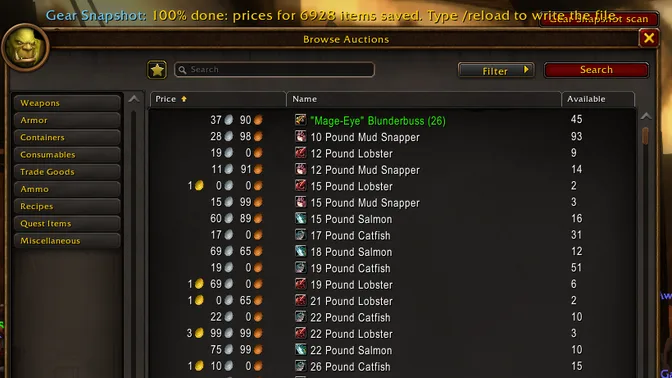 Gear Snapshot: 100% done: prices for 6928 items saved. Type /reload to write the file.
Gear Snapshot scan
Browse Auctions
Search Filter Search
Price Name Available
Weapons
Armor
Containers
Consumables
Trade Goods
Ammo
Recipes
Quest Items
Miscellaneous
37 90 "Mage-Eye" Blunderbuss (26) 45
28 98 10 Pound Mud Snapper 93
19 0 12 Pound Lobster 9
11 91 12 Pound Mud Snapper 14
1 0 0 15 Pound Lobster 2
15 99 15 Pound Mud Snapper 3
60 89 15 Pound Salmon 16
17 0 17 Pound Catfish 31
69 65 18 Pound Salmon 12
19 0 19 Pound Catfish 51
1 69 0 19 Pound Lobster 6
1 0 65 21 Pound Lobster 2
22 0 22 Pound Catfish 10
3 99 99 22 Pound Lobster 3
75 99 22 Pound Salmon 10
1 10 0 26 Pound Catfish 15